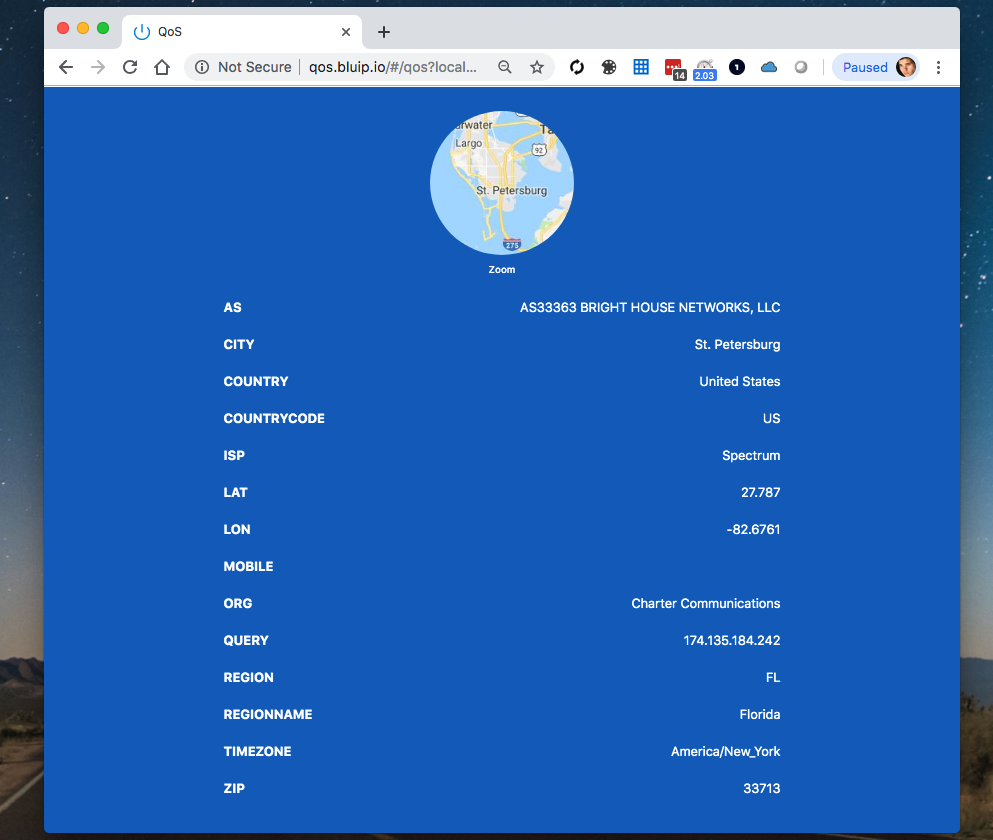 QoS
Not Secure qos.bluip.io/#/qos?local...
14
2.03
1
Paused
Largo
92
St. Petersburg
275
Zoom
AS AS33363 BRIGHT HOUSE NETWORKS, LLC
CITY St. Petersburg
COUNTRY United States
COUNTRYCODE US
ISP Spectrum
LAT 27.787
LON -82.6761
MOBILE
ORG Charter Communications
QUERY 174.135.184.242
REGION FL
REGIONNAME Florida
TIMEZONE America/New_York
ZIP 33713